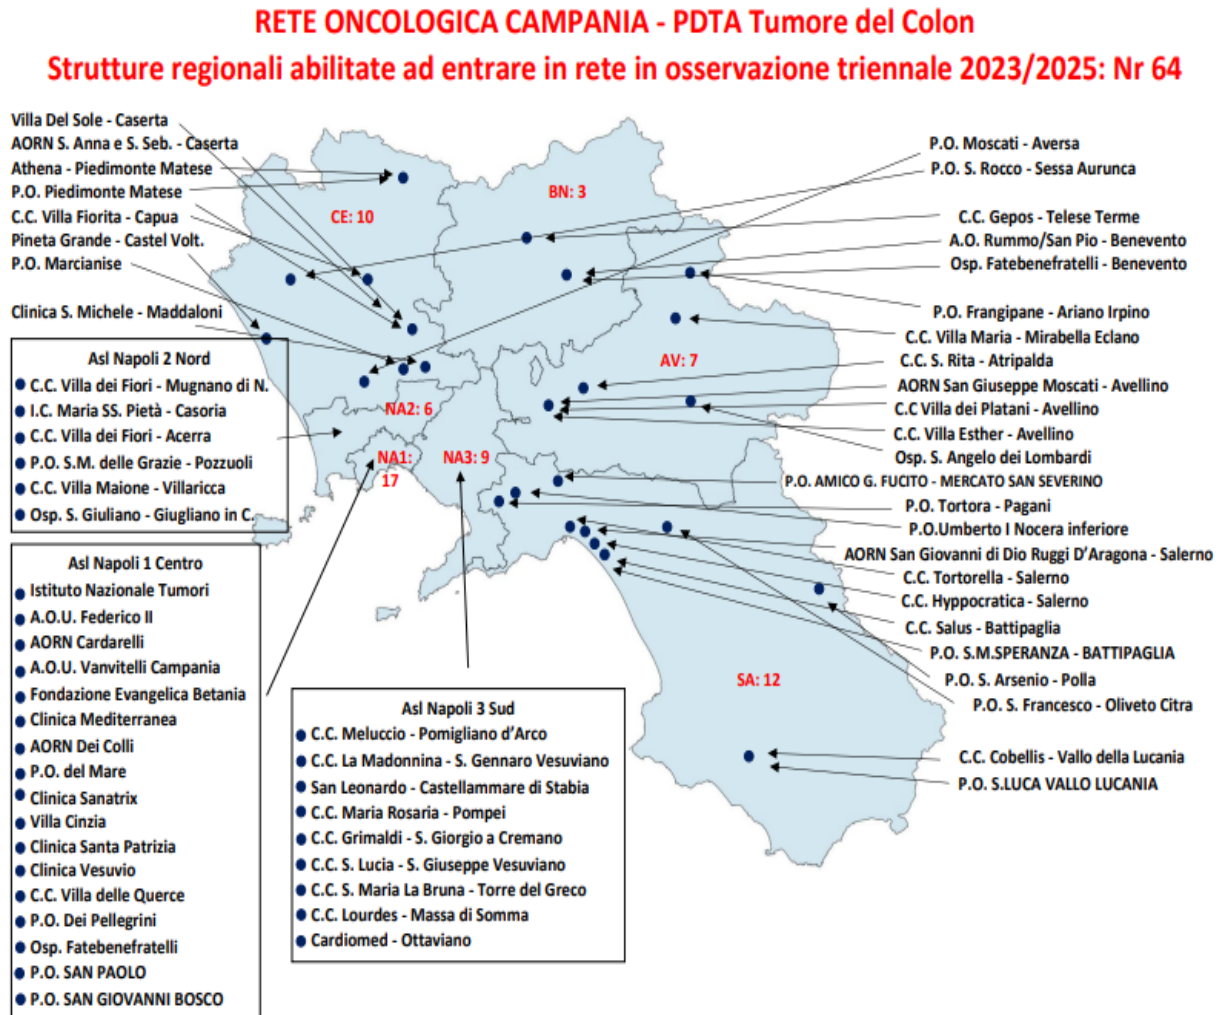 RETE ONCOLOGICA CAMPANIA - PDTA Tumore del Colon
Strutture regionali abilitate ad entrare in rete in osservazione triennale 2023/2025: Nr 64
Villa Del Sole - Caserta
AORN S. Anna e S. Seb. - Caserta
Athena - Piedimonte Matese
P.O. Piedimonte Matese
C.C. Villa Fiorita - Capua
Pineta Grande - Castel Volt.
P.O. Marcianise
Clinica S. Michele - Maddaloni
Asl Napoli 2 Nord
C.C. Villa dei Fiori - Mugnano di N.
I.C. Maria SS. Pietà - Casoria
C.C. Villa dei Fiori - Acerra
P.O. S.M. delle Grazie - Pozzuoli
C.C. Villa Maione - Villaricca
Osp. S. Giuliano - Giugliano in C.
Asl Napoli 1 Centro
Istituto Nazionale Tumori
A.O.U. Federico II
AORN Cardarelli
A.O.U. Vanvitelli Campania
Fondazione Evangelica Betania
Clinica Mediterranea
AORN Dei Colli
P.O. del Mare
Clinica Sanatrix
Villa Cinzia
Clinica Santa Patrizia
Clinica Vesuvio
C.C. Villa delle Querce
P.O. Dei Pellegrini
Osp. Fatebenefratelli
P.O. SAN PAOLO
P.O. SAN GIOVANNI BOSCO
CE: 10
BN: 3
AV: 7
NA2: 6
NA1:
17
NA3: 9
SA: 12
Asl Napoli 3 Sud
C.C. Meluccio - Pomigliano d'Arco
C.C. La Madonnina - S. Gennaro Vesuviano
San Leonardo - Castellammare di Stabia
C.C. Maria Rosaria - Pompei
C.C. Grimaldi - S. Giorgio a Cremano
C.C. S. Lucia - S. Giuseppe Vesuviano
C.C. S. Maria La Bruna - Torre del Greco
C.C. Lourdes - Massa di Somma
Cardiomed - Ottaviano
P.O. Moscati - Aversa
P.O. S. Rocco - Sessa Aurunca
C.C. Gepos - Telese Terme
A.O. Rummo/San Pio - Benevento
Osp. Fatebenefratelli - Benevento
P.O. Frangipane - Ariano Irpino
C.C. Villa Maria - Mirabella Eclano
C.C. S. Rita - Atripalda
AORN San Giuseppe Moscati - Avellino
C.C Villa dei Platani - Avellino
C.C. Villa Esther - Avellino
Osp. S. Angelo dei Lombardi
P.O. AMICO G. FUCITO - MERCATO SAN SEVERINO
P.O. Tortora - Pagani
P.O.Umberto I Nocera inferiore
AORN San Giovanni di Dio Ruggi D'Aragona - Salerno
C.C. Tortorella - Salerno
C.C. Hyppocratica - Salerno
C.C. Salus - Battipaglia
P.O. S.M.SPERANZA - BATTIPAGLIA
P.O. S. Arsenio - Polla
P.O. S. Francesco - Oliveto Citra
C.C. Cobellis - Vallo della Lucania
P.O. S.LUCA VALLO LUCANIA